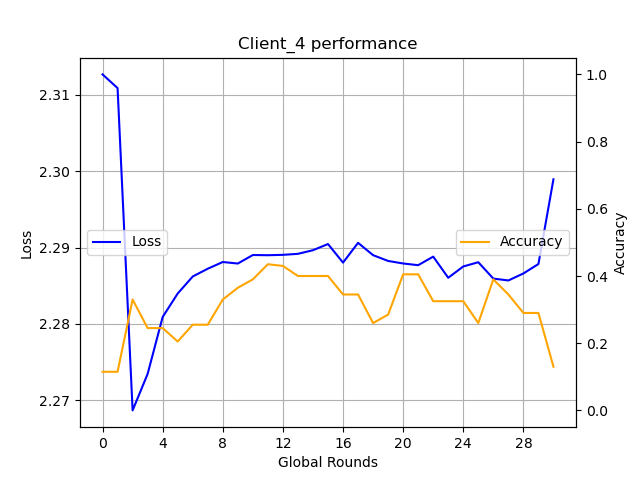 Client_4 performance
2.31
2.30
2.29
2.28
2.27
Loss
Loss
Accuracy
1.0
0.8
0.6
0.4
0.2
0.0
Accuracy
0 4 8 12 16 20 24 28
Global Rounds